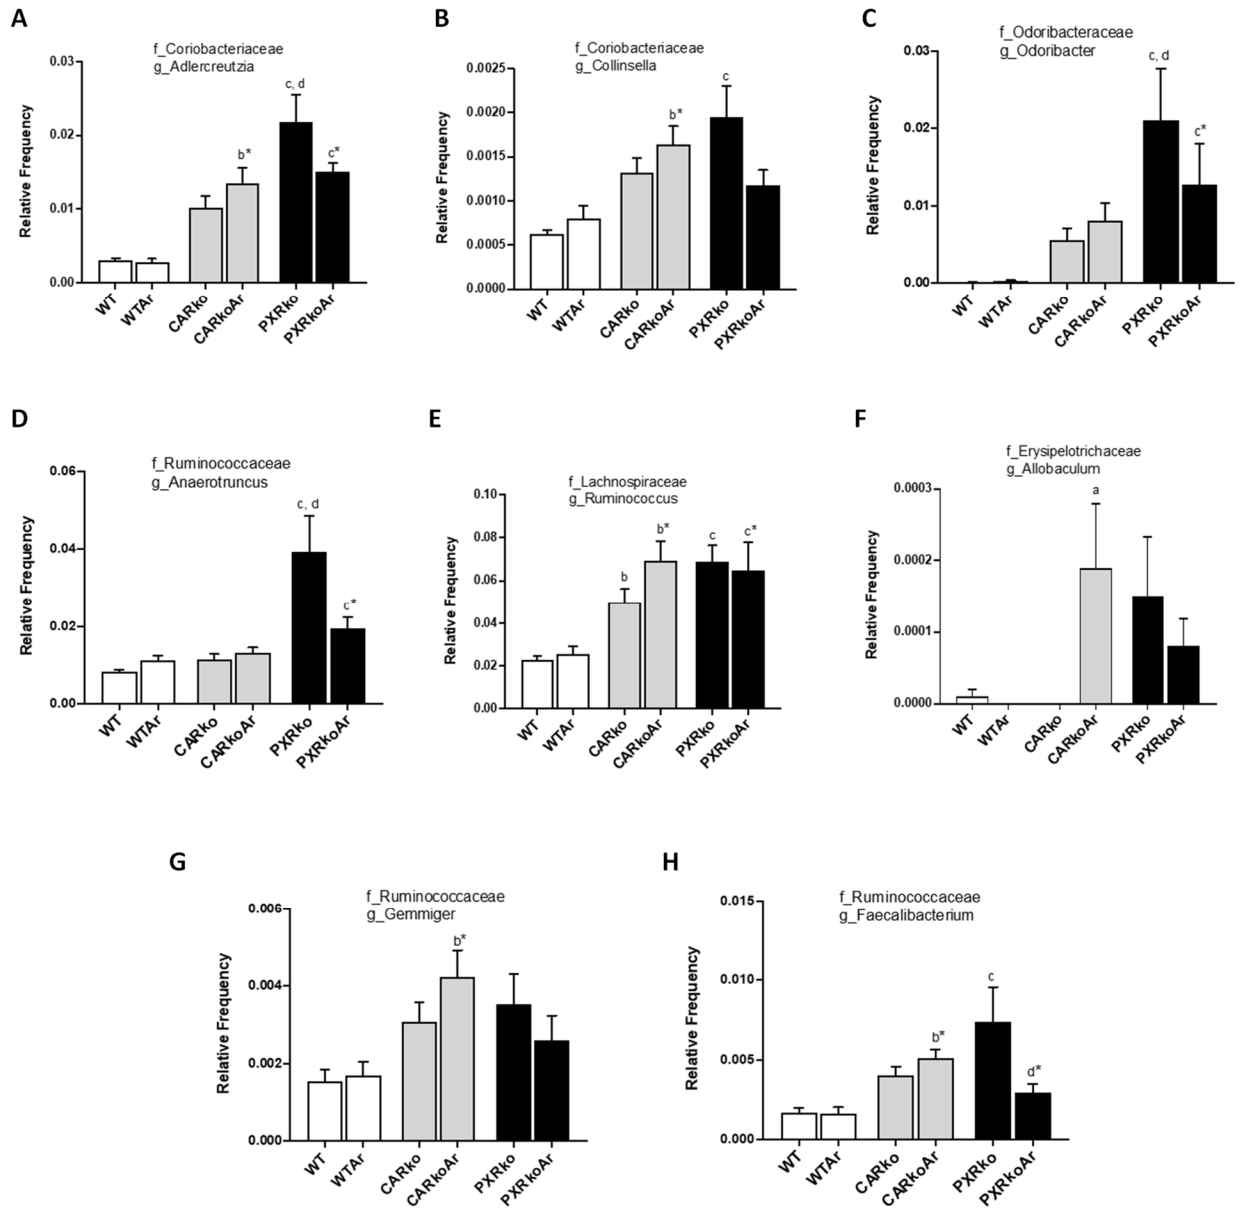 A
f_Coriobacteriaceae
g_Adlercreutzia
Relative Frequency
0.03
0.02
0.01
0.00
b*
c, d
c*
WT
WTAr
CARko
CARkoAr
PXRko
PXRkoAr
B
f_Coriobacteriaceae
g_Collinsella
Relative Frequency
0.0025
0.0020
0.0015
0.0010
0.0005
0.0000
b*
c
WT
WTAr
CARko
CARkoAr
PXRko
PXRkoAr
C
f_Odoribacteraceae
g_Odoribacter
Relative Frequency
0.03
0.02
0.01
0.00
c, d
c*
WT
WTAr
CARko
CARkoAr
PXRko
PXRkoAr
D
f_Ruminococcaceae
g_Anaerotruncus
Relative Frequency
0.06
0.04
0.02
0.00
c, d
c*
WT
WTAr
CARko
CARkoAr
PXRko
PXRkoAr
E
f_Lachnospiraceae
g_Ruminococcus
Relative Frequency
0.10
0.08
0.06
0.04
0.02
0.00
b
b*
c
c*
WT
WTAr
CARko
CARkoAr
PXRko
PXRkoAr
F
f_Erysipelotrichaceae
g_Allobaculum
Relative Frequency
0.0003
0.0002
0.0001
0.0000
a
WT
WTAr
CARko
CARkoAr
PXRko
PXRkoAr
G
f_Ruminococcaceae
g_Gemmiger
Relative Frequency
0.006
0.004
0.002
0.000
b*
WT
WTAr
CARko
CARkoAr
PXRko
PXRkoAr
H
f_Ruminococcaceae
g_Faecalibacterium
Relative Frequency
0.015
0.010
0.005
0.000
b*
c
d*
WT
WTAr
CARko
CARkoAr
PXRko
PXRkoAr